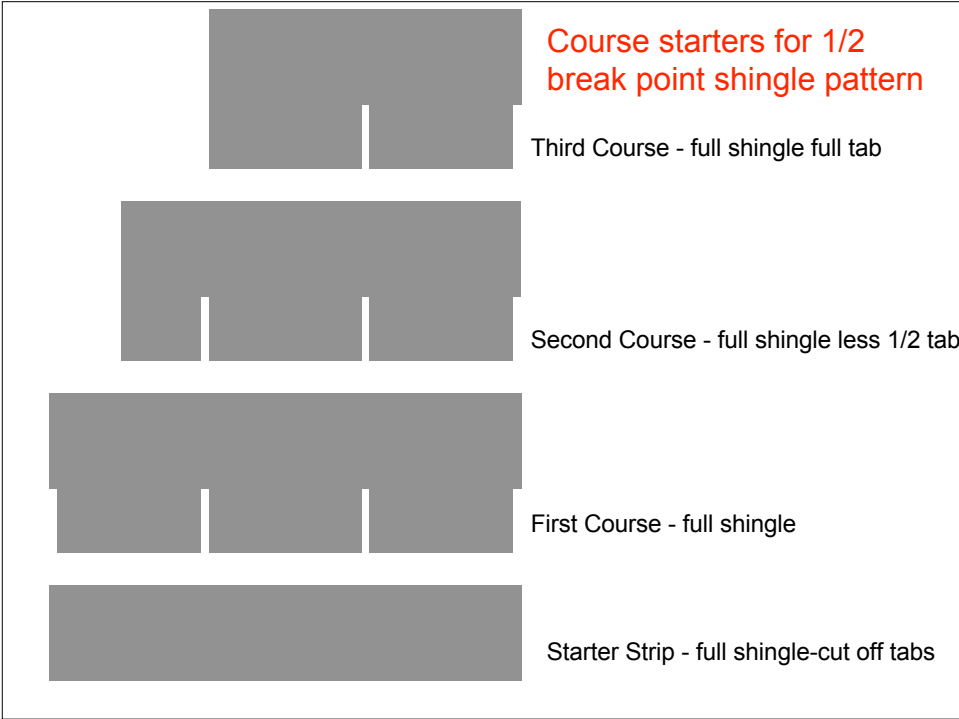 Course starters for 1/2
break point shingle pattern
Third Course - full shingle full tab
Second Course - full shingle less 1/2 tab
First Course - full shingle
Starter Strip - full shingle-cut off tabs